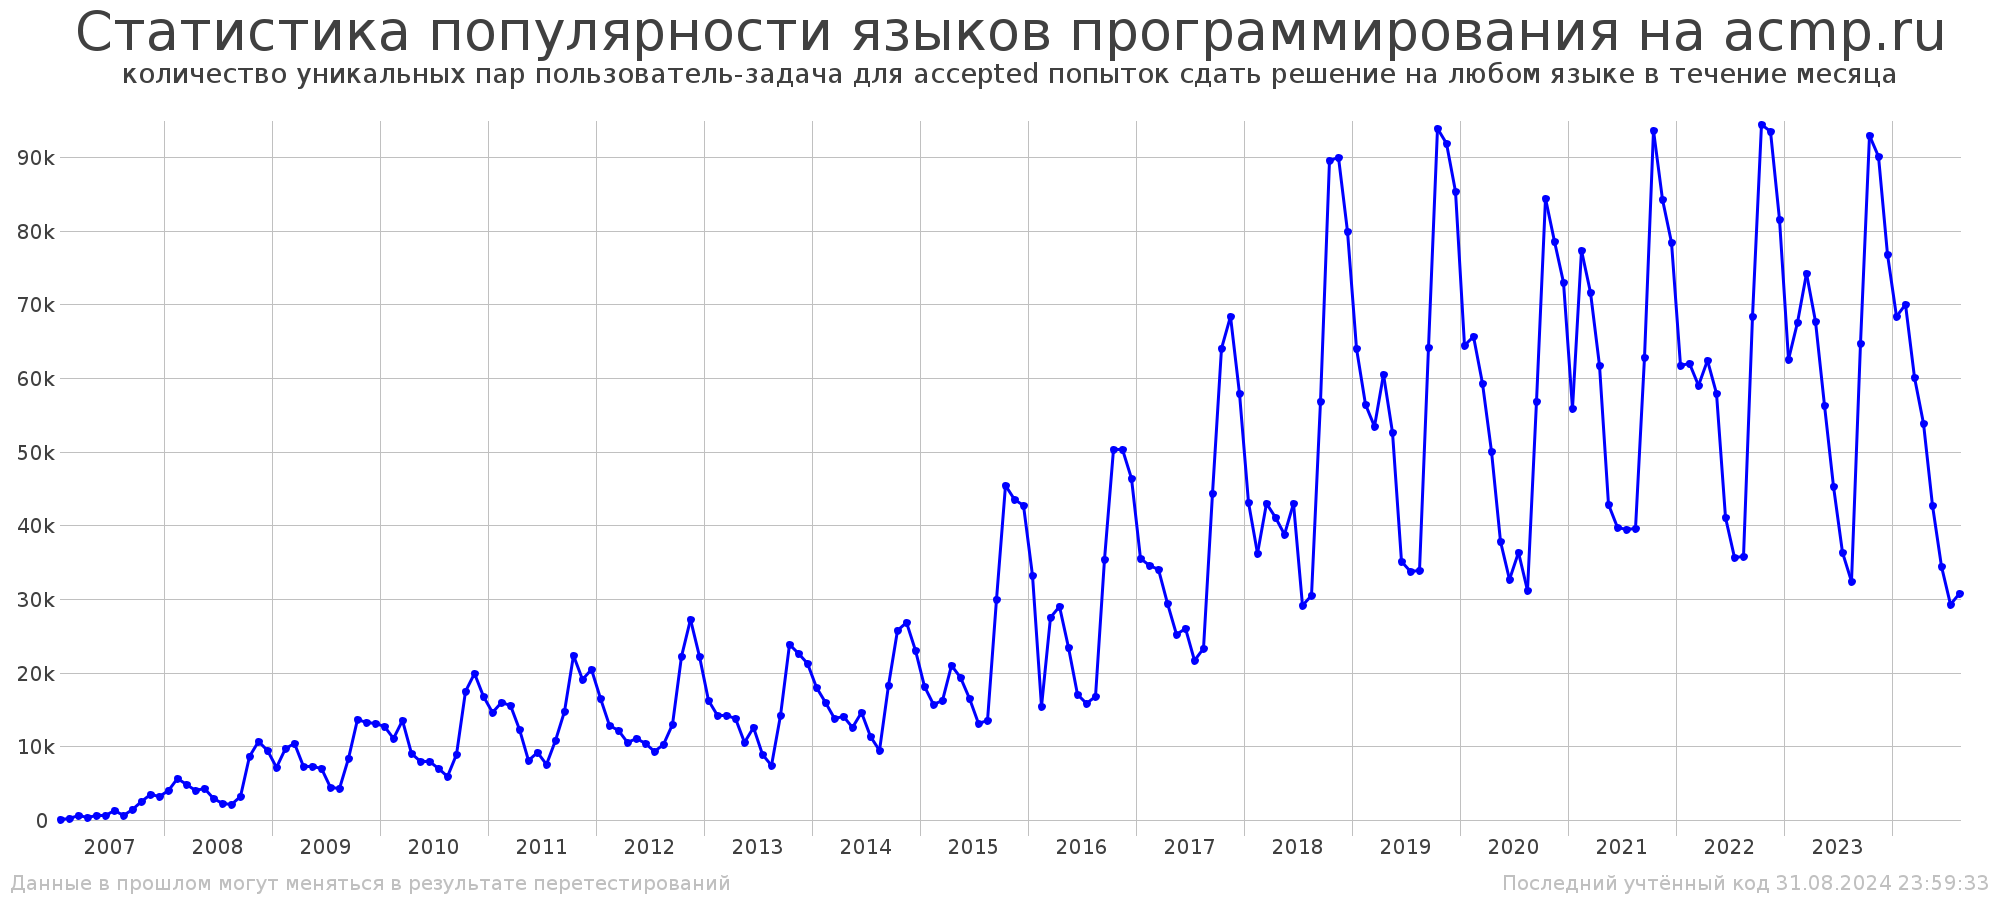 Статистика популярности языков программирования на acmp.ru
количество уникальных пар пользователь-задача для accepted попыток сдать решение на любом языке в течение месяца
90k
80k
70k
60k
50k
40k
30k
20k
10k
0
2007 2008 2009 2010 2011 2012 2013 2014 2015 2016 2017 2018 2019 2020 2021 2022 2023
Данные в прошлом могут меняться в результате перетестирований
Последний учтённый код 31.08.2024 23:59:33